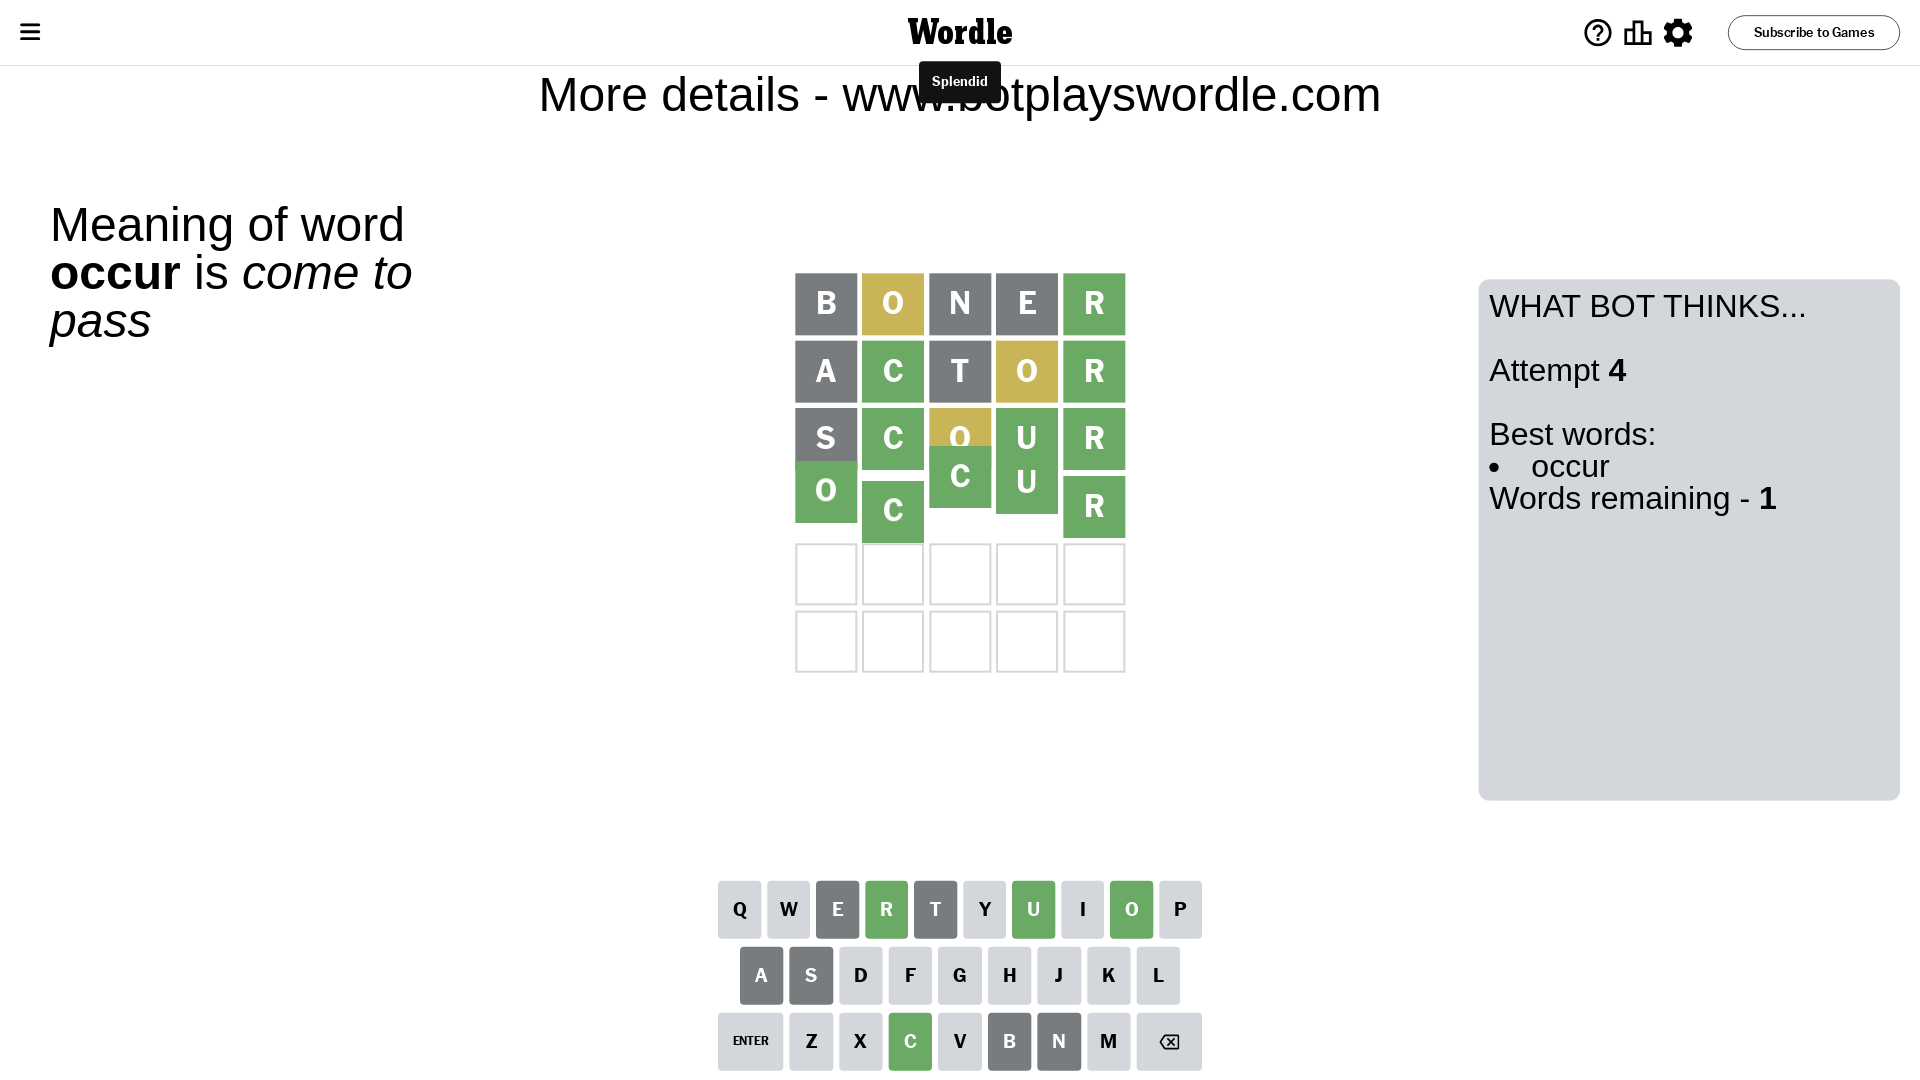 Wordle
Subscribe to Games
Splendid
More details - www.botplayswordle.com
Meaning of word
occur is come to
pass
B O N E R
A C T O R
S C O U R
O C C U R
WHAT BOT THINKS...
Attempt 4
Best words:
• occur
Words remaining - 1
Q W E R T Y U I O P
A S D F G H J K L
ENTER Z X C V B N M